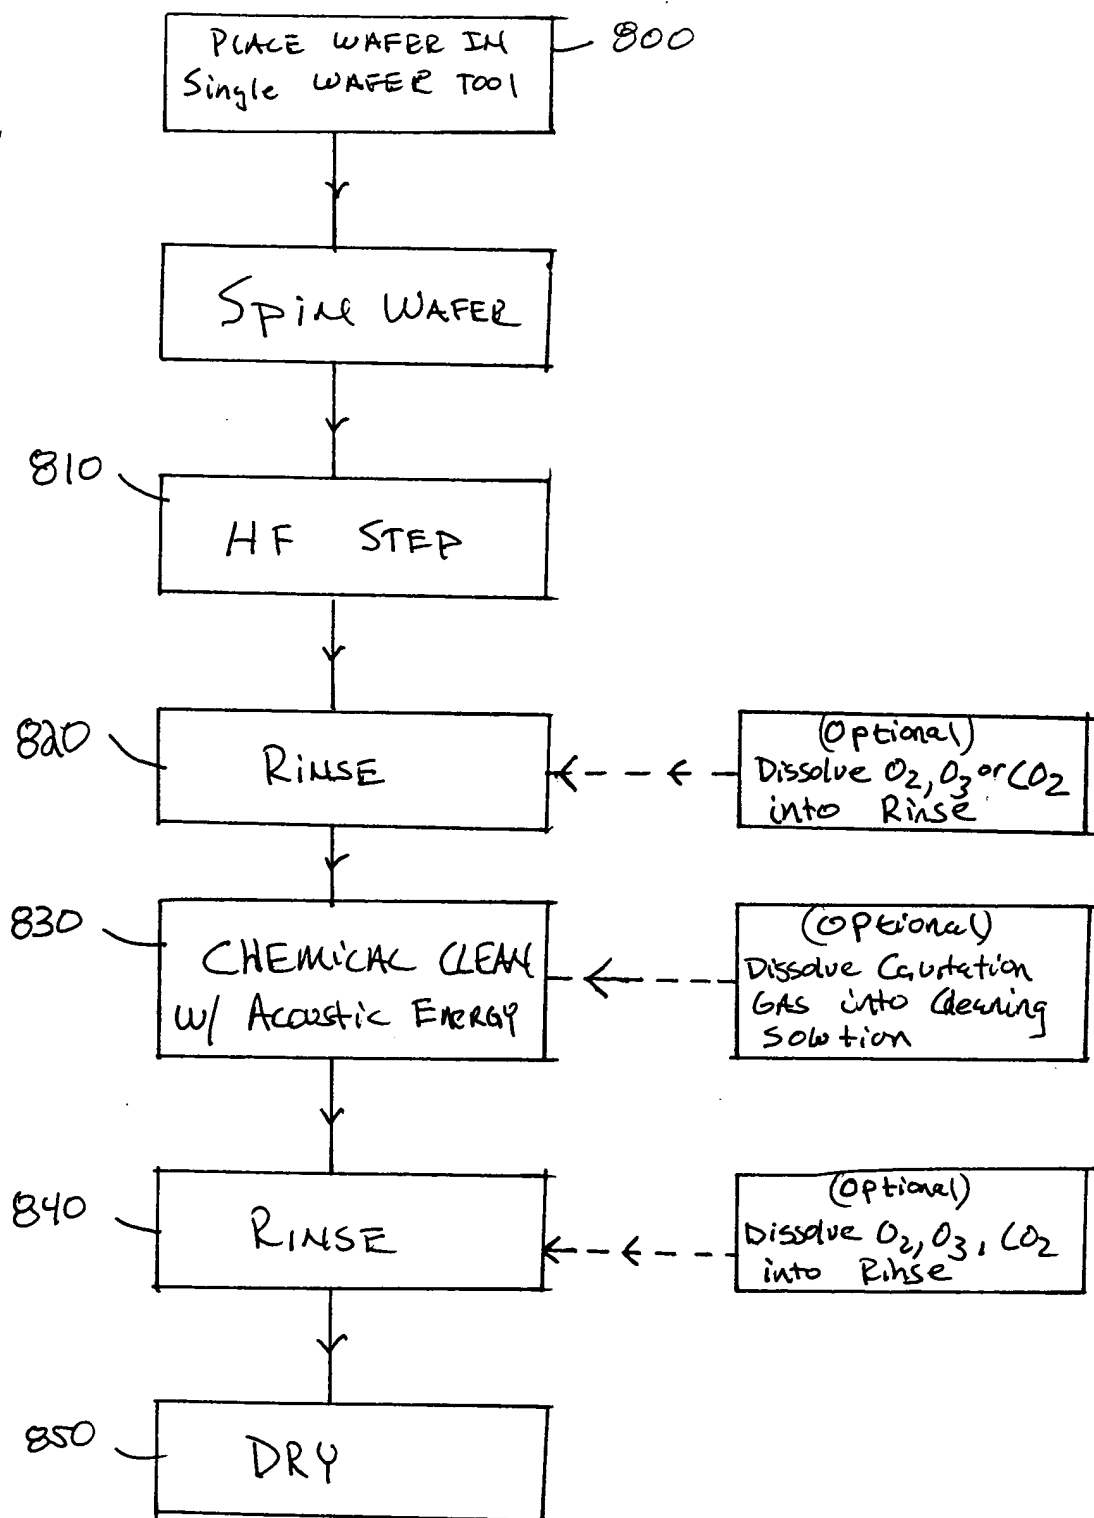 PLACE WAFER IN
Single WAFER TOOl
800
Spin WAFER
810
HF STEP
820
RINSE
(Optional)
Dissolve O2, O3 or CO2
into Rinse
830
CHEMICAL CLEAN
W/ Acoustic ENERGY
(Optional)
Dissolve Cavitation
GAS into Cleaning
Solution
840
RINSE
(Optional)
Dissolve O2, O3, CO2
into Rinse
850
DRY